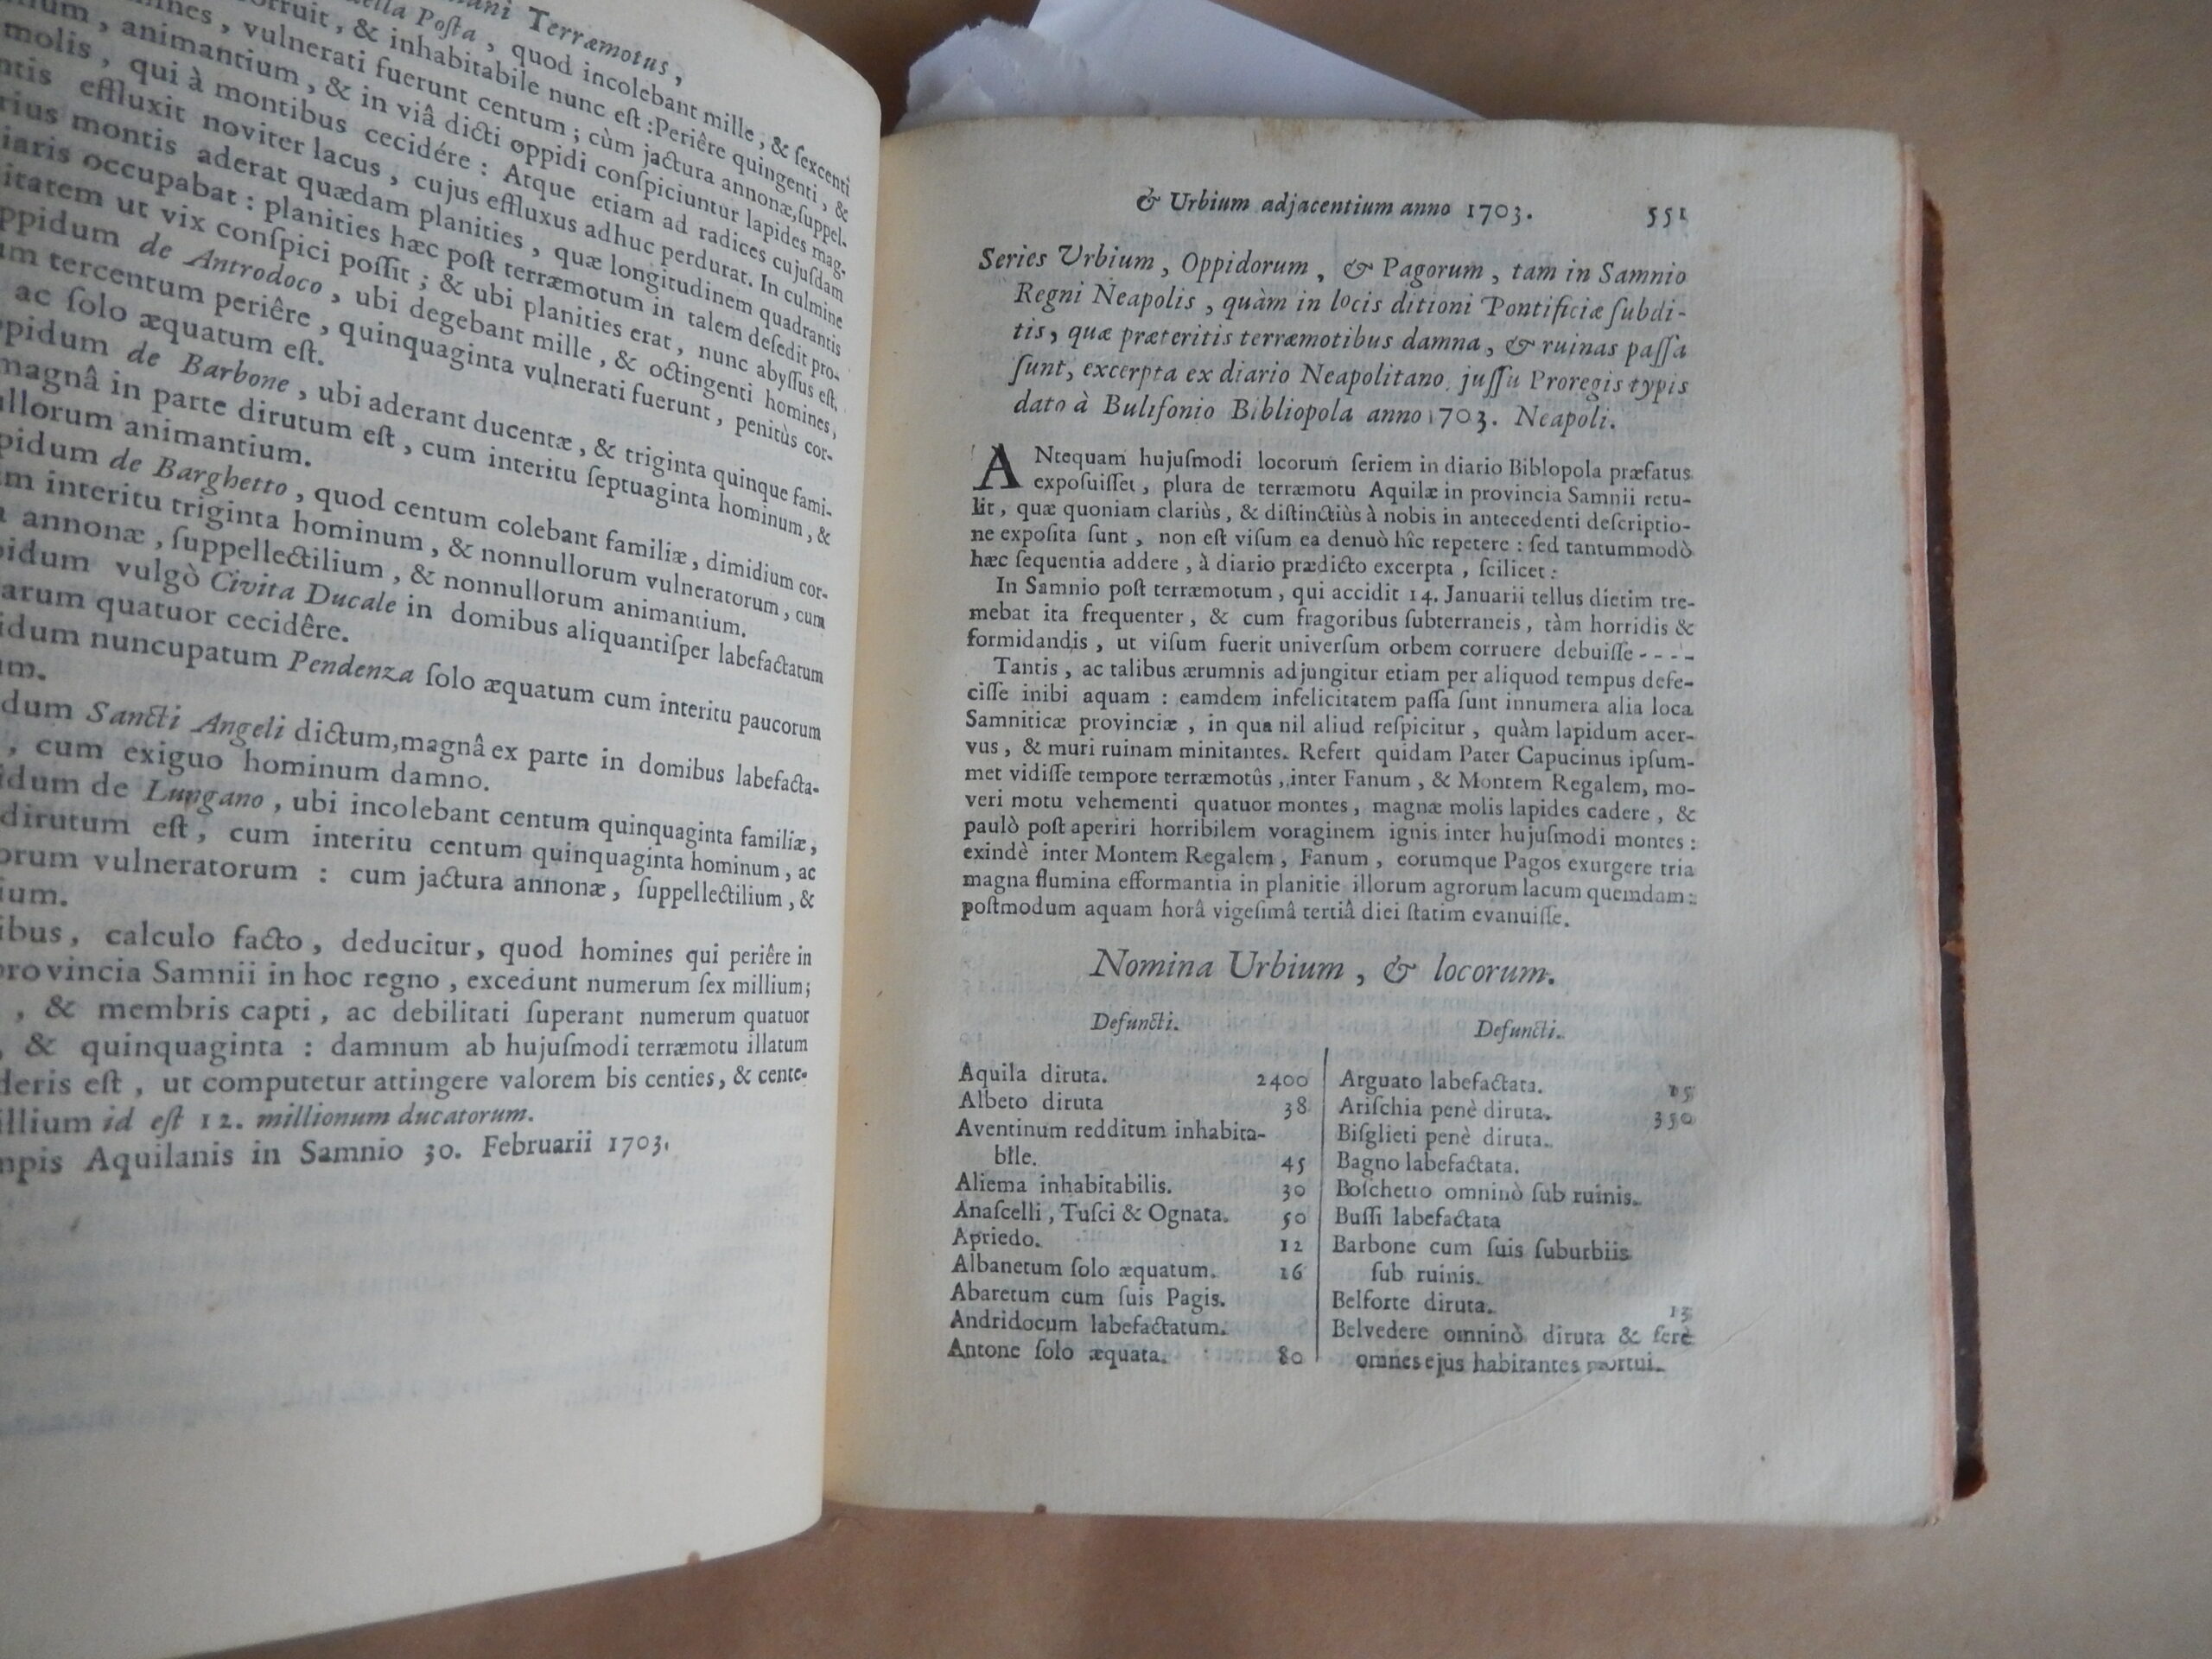 Terræmotus,
della Poſta, quod incolebant mille, & ſexcenti
corruit, & inhabitabile nunc eſt: Periêre quingenti, &
vulnerati fuerunt centum; cùm jactura annonæ, ſuppel-
animantium, & in viâ dicti oppidi conſpiciuntur lapides mag-
molis, qui à montibus cecidére: Atque etiam ad radices cujuſdam
effluxit noviter lacus, cujus effluxus adhuc perdurat. In culmine
montis aderat quædam planities, quæ longitudinem quadrantis
occupabat: planities hæc poſt terræmotum in talem deſedit pro-
ut vix conſpici poſſit; & ubi planities erat, nunc abyſſus eſt.
de Antrodoco, ubi degebant mille, & octingenti homines,
tercentum periêre, quinquaginta vulnerati fuerunt, penitùs cor-
ac ſolo æquatum eſt.
de Barbone, ubi aderant ducentæ, & triginta quinque fami-
magnâ in parte dirutum eſt, cum interitu ſeptuaginta hominum, &
animantium.
de Barghetto, quod centum colebant familiæ, dimidium cor-
interitu triginta hominum, & nonnullorum vulneratorum, cum
annonæ, ſuppellectilium, & nonnullorum animantium.
vulgò Civita Ducale in domibus aliquantiſper labefactatum
quatuor cecidêre.
nuncupatum Pendenza ſolo æquatum cum interitu paucorum
Sancti Angeli dictum, magnâ ex parte in domibus labefacta-
, cum exiguo hominum damno.
de Lungano, ubi incolebant centum quinquaginta familiæ,
dirutum eſt, cum interitu centum quinquaginta hominum, ac
vulneratorum: cum jactura annonæ, ſuppellectilium, &
calculo facto, deducitur, quod homines qui periêre in
provincia Samnii in hoc regno, excedunt numerum ſex millium;
, & membris capti, ac debilitati ſuperant numerum quatuor
, & quinquaginta: damnum ab hujuſmodi terræmotu illatum
eſt, ut computetur attingere valorem bis centies, & cente-
id eſt 12. millionum ducatorum.
Aquilanis in Samnio 30. Februarii 1703.
& Urbium adjacentium anno 1703. 551
Series Urbium, Oppidorum, & Pagorum, tam in Samnio
Regni Neapolis, quàm in locis ditioni Pontificiæ ſubdi-
tis, quæ præteritis terræmotibus damna, & ruinas paſſa
ſunt, excerpta ex diario Neapolitano, juſſu Proregis typis
dato à Bulifonio Bibliopola anno 1703. Neapoli.
ANtequam hujuſmodi locorum ſeriem in diario Biblopola præfatus
expoſuiſſet, plura de terræmotu Aquilæ in provincia Samnii retu-
lit, quæ quoniam clariùs, & diſtinctiùs à nobis in antecedenti deſcriptio-
ne expoſita ſunt, non eſt viſum ea denuò hîc repetere: ſed tantummodò
hæc ſequentia addere, à diario prædicto excerpta, ſcilicet:
In Samnio poſt terræmotum, qui accidit 14. Januarii tellus dietim tre-
mebat ita frequenter, & cum fragoribus ſubterraneis, tàm horridis &
formidandis, ut viſum fuerit univerſum orbem corruere debuiſſe - - - -
Tantis, ac talibus ærumnis adjungitur etiam per aliquod tempus defe-
ciſſe inibi aquam: eamdem infelicitatem paſſa ſunt innumera alia loca
Samniticæ provinciæ, in qua nil aliud reſpicitur, quàm lapidum acer-
vus, & muri ruinam minitantes. Refert quidam Pater Capucinus ipſum-
met vidiſſe tempore terræmotûs, inter Fanum, & Montem Regalem, mo-
veri motu vehementi quatuor montes, magnæ molis lapides cadere, &
paulò poſt aperiri horribilem voraginem ignis inter hujuſmodi montes:
exindè inter Montem Regalem, Fanum, eorumque Pagos exurgere tria
magna flumina efformantia in planitie illorum agrorum lacum quemdam:
poſtmodum aquam horâ vigeſimâ tertiâ diei ſtatim evanuiſſe.
Nomina Urbium, & locorum.
Defuncti.
Aquila diruta. 2400
Albeto diruta 38
Aventinum redditum inhabita-
bile. 45
Aliema inhabitabilis. 30
Anaſcelli, Tuſci & Ognata. 50
Apriedo. 12
Albanetum ſolo æquatum. 16
Abaretum cum ſuis Pagis.
Andridocum labefactatum.
Antone ſolo æquata. 80
Defuncti.
Arguato labefactata. 15
Ariſchia penè diruta. 350
Biſglieti penè diruta.
Bagno labefactata.
Boſchetto omninò ſub ruinis.
Buſſi labefactata
Barbone cum ſuis ſuburbiis
ſub ruinis.
Belforte diruta. 13
Belvedere omninò diruta & ferè
omnes ejus habitantes mortui.